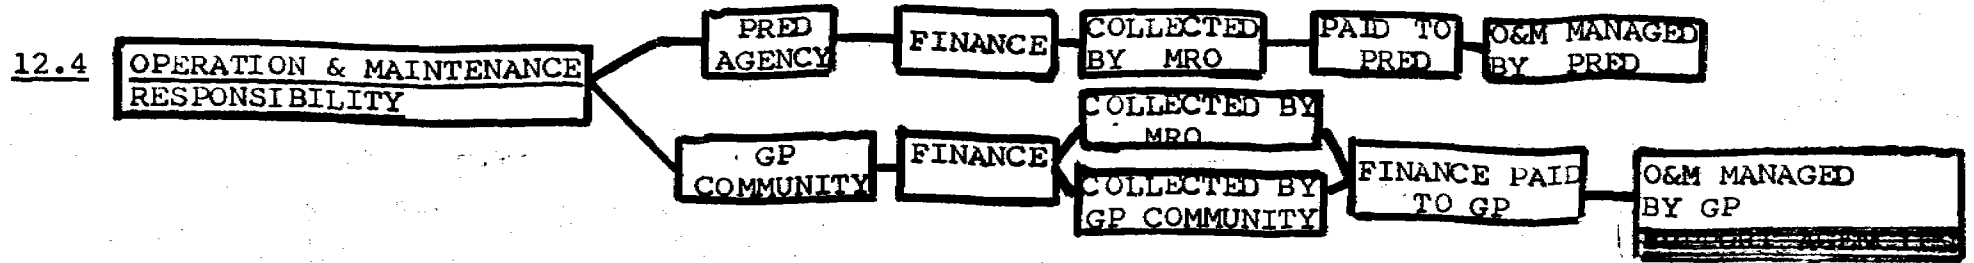 12.4
OPERATION & MAINTENANCE
RESPONSIBILITY
PRED
AGENCY
FINANCE
COLLECTED
BY MRO
PAID TO
PRED
O&M MANAGED
BY PRED
GP
COMMUNITY
FINANCE
COLLECTED BY
MRO
COLLECTED BY
GP COMMUNITY
FINANCE PAID
TO GP
O&M MANAGED
BY GP